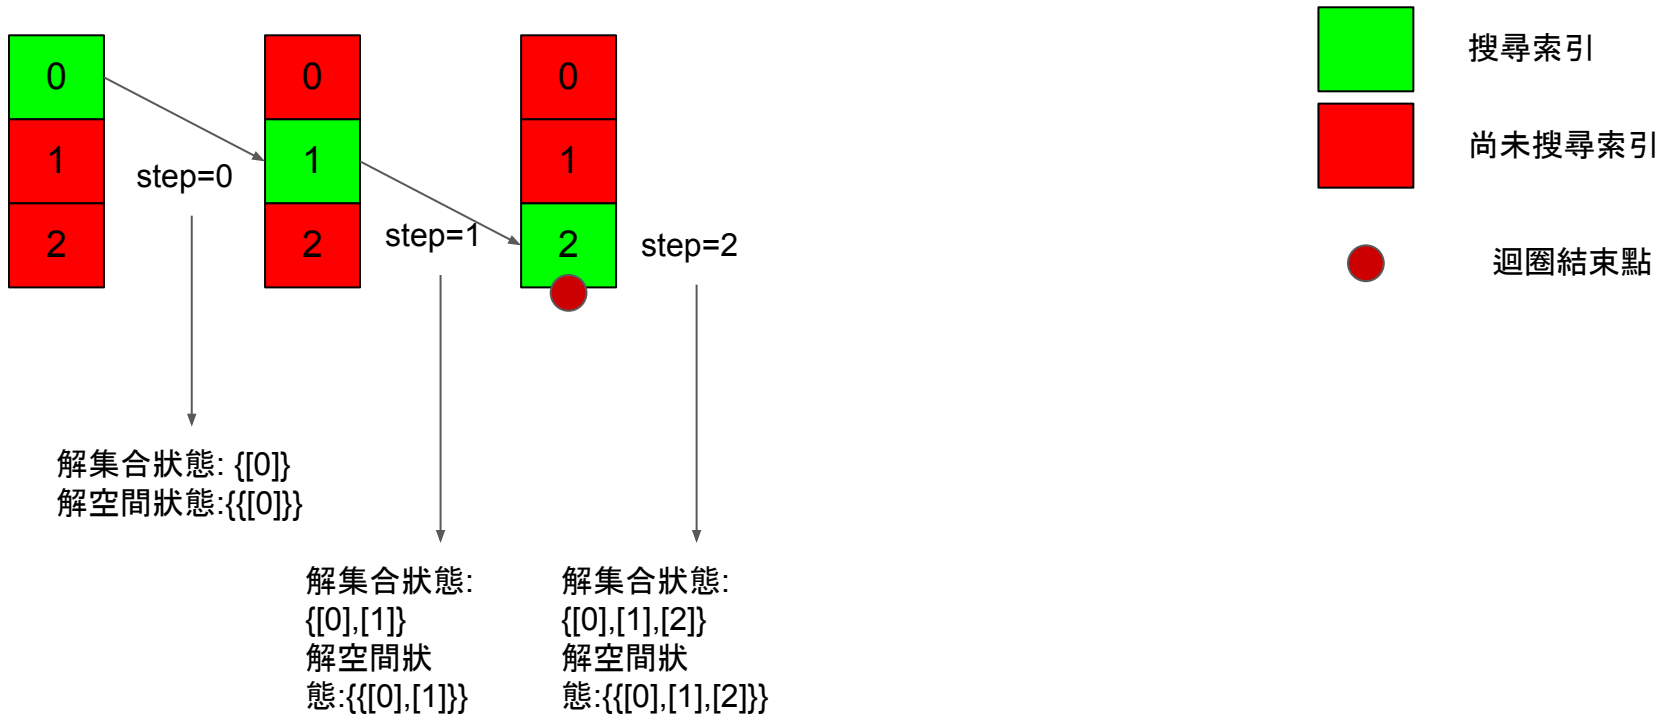 0
1
2
step=0
0
1
2
step=1
0
1
2
step=2
搜尋索引
尚未搜尋索引
迴圈結束點
解集合狀態: {[0]}
解空間狀態:{{[0]}}
解集合狀態:
{[0],[1]}
解空間狀
態:{{[0],[1]}}
解集合狀態:
{[0],[1],[2]}
解空間狀
態:{{[0],[1],[2]}}